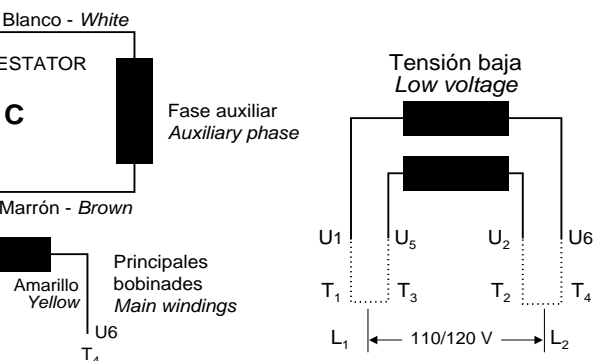 Blanco - White
ESTATOR
C
Fase auxiliar
Auxiliary phase
Marrón - Brown
Amarillo
Yellow
Principales
bobinades
Main windings
U6
T4
Tensión baja
Low voltage
U1 U5 U2 U6
T1 T3 T2 T4
L1 110/120 V L2